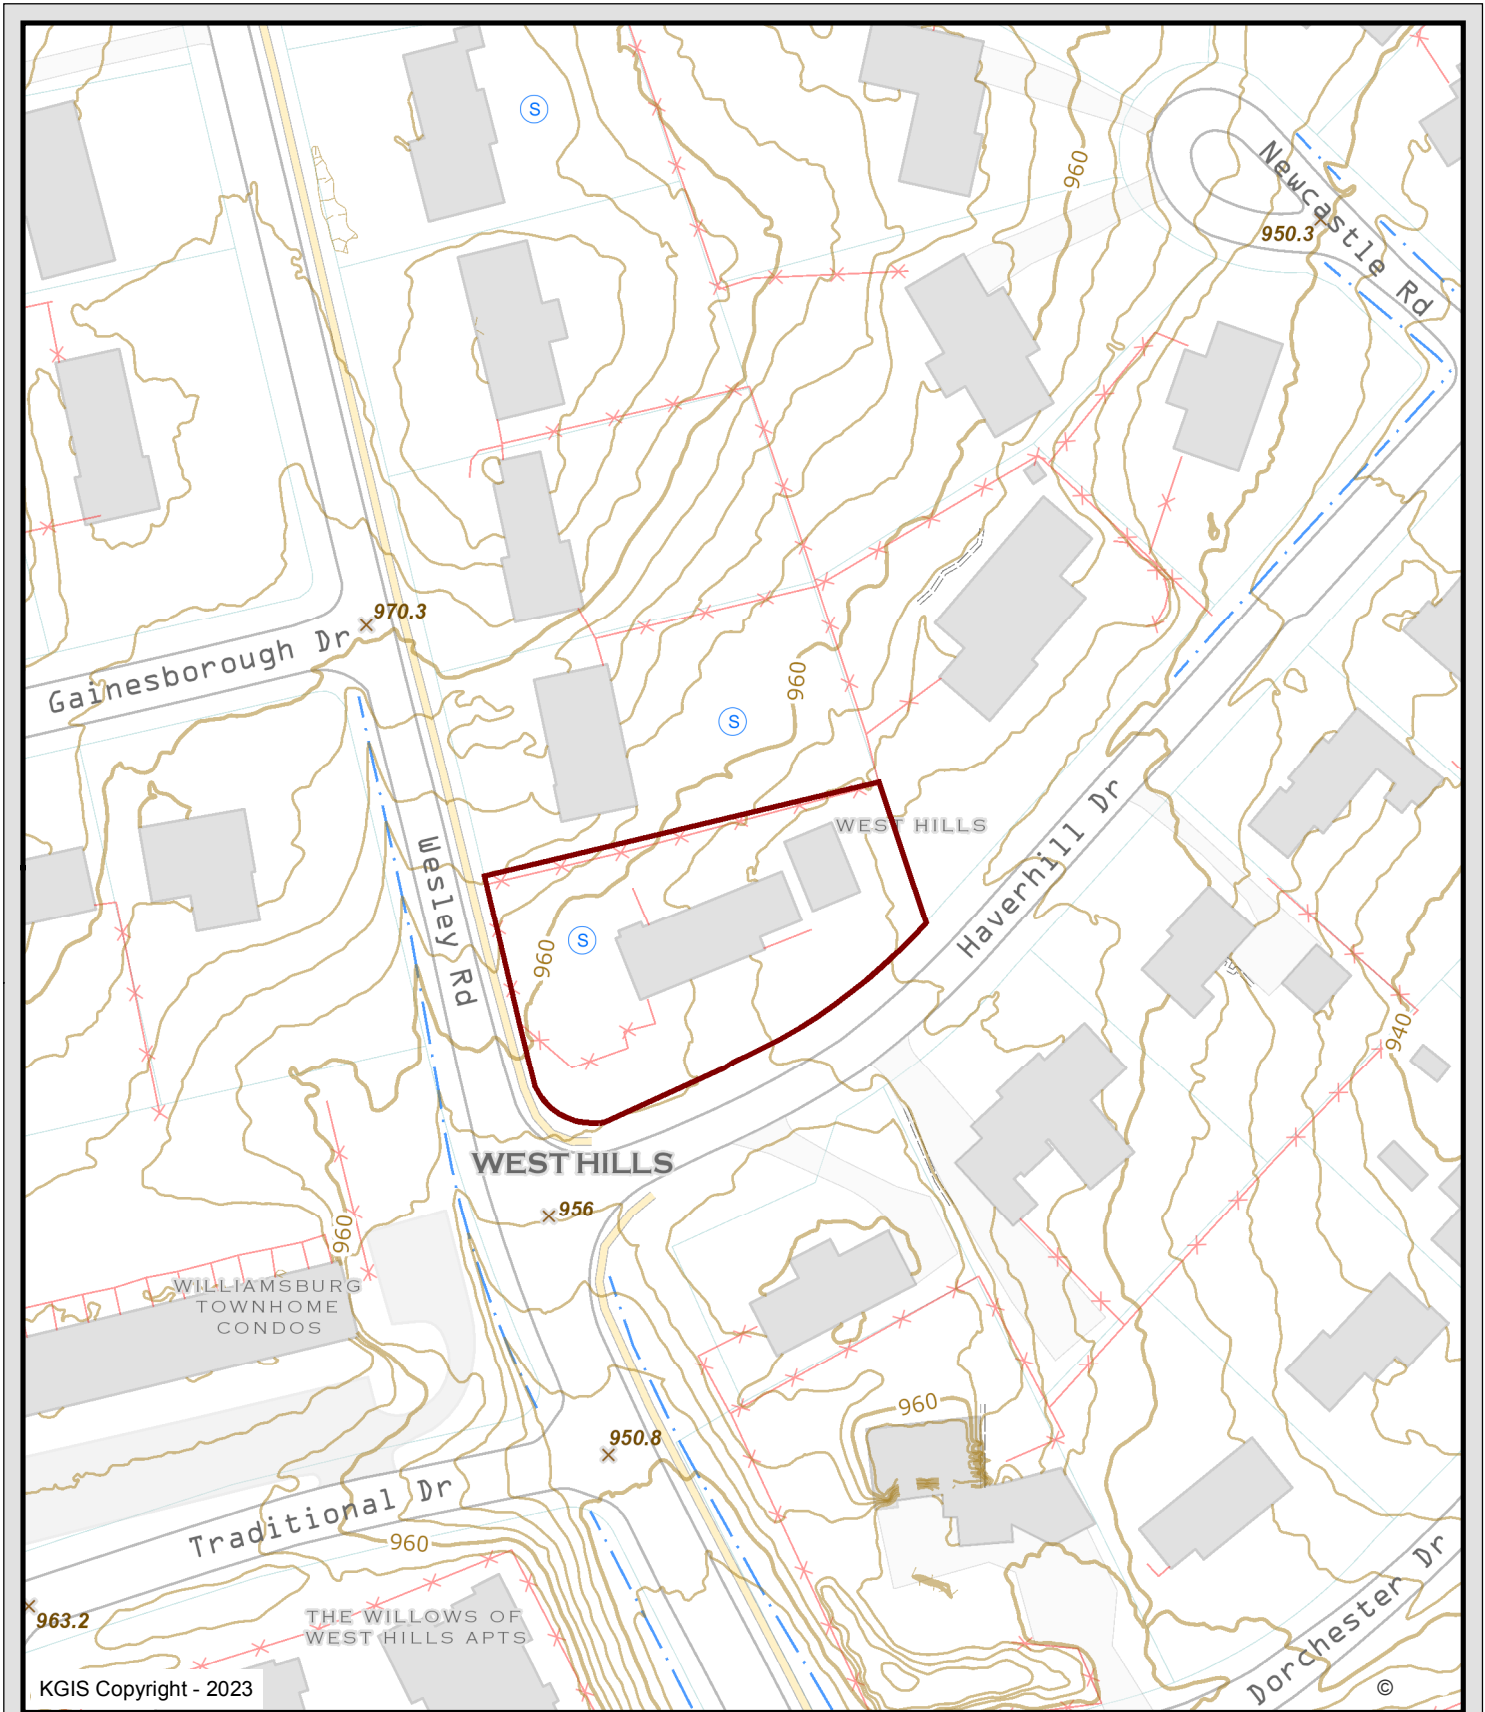 S
960
Newcastle Rd
950.3
970.3
Gainesborough Dr
960
S
Haverhill Dr
WEST HILLS
Wesley Rd
S
960
940
WEST HILLS
956
960
WILLIAMSBURG
TOWNHOME
CONDOS
960
950.8
Traditional Dr
960
Dorchester Dr
963.2
THE WILLOWS OF
WEST HILLS APTS
KGIS Copyright - 2023
©